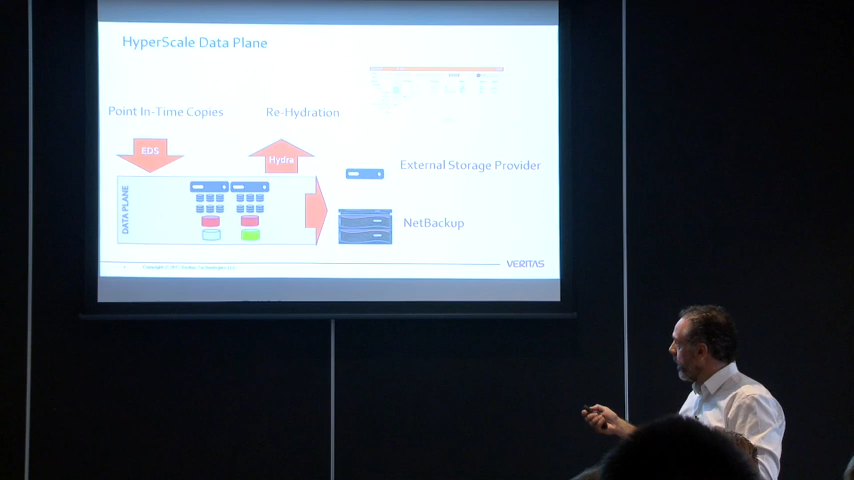 HyperScale Data Plane
Point In-Time Copies
Re-Hydration
EDS
Hydra
External Storage Provider
DATA PLANE
NetBackup
VERITAS